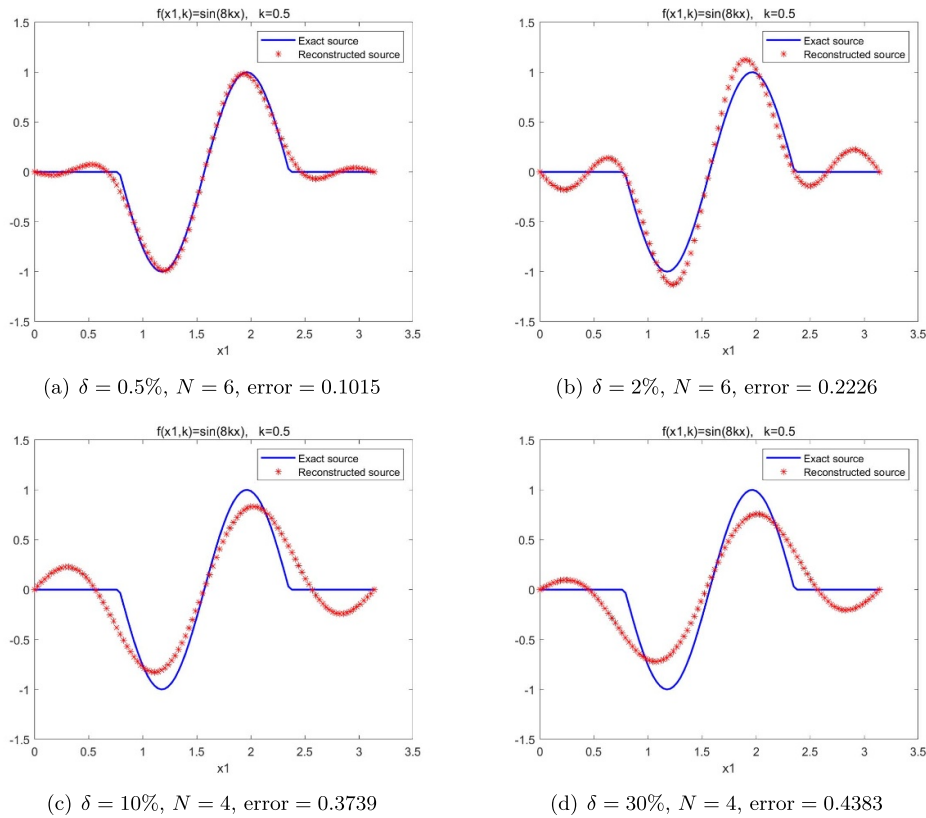 f(x1,k)=sin(8kx), k=0.5
Exact source
Reconstructed source
1.5
1
0.5
0
-0.5
-1
-1.5
0 0.5 1 1.5 2 2.5 3 3.5
x1
(a) δ = 0.5%, N = 6, error = 0.1015
f(x1,k)=sin(8kx), k=0.5
Exact source
Reconstructed source
1.5
1
0.5
0
-0.5
-1
-1.5
0 0.5 1 1.5 2 2.5 3 3.5
x1
(b) δ = 2%, N = 6, error = 0.2226
f(x1,k)=sin(8kx), k=0.5
Exact source
Reconstructed source
1.5
1
0.5
0
-0.5
-1
-1.5
0 0.5 1 1.5 2 2.5 3 3.5
x1
(c) δ = 10%, N = 4, error = 0.3739
f(x1,k)=sin(8kx), k=0.5
Exact source
Reconstructed source
1.5
1
0.5
0
-0.5
-1
-1.5
0 0.5 1 1.5 2 2.5 3 3.5
x1
(d) δ = 30%, N = 4, error = 0.4383